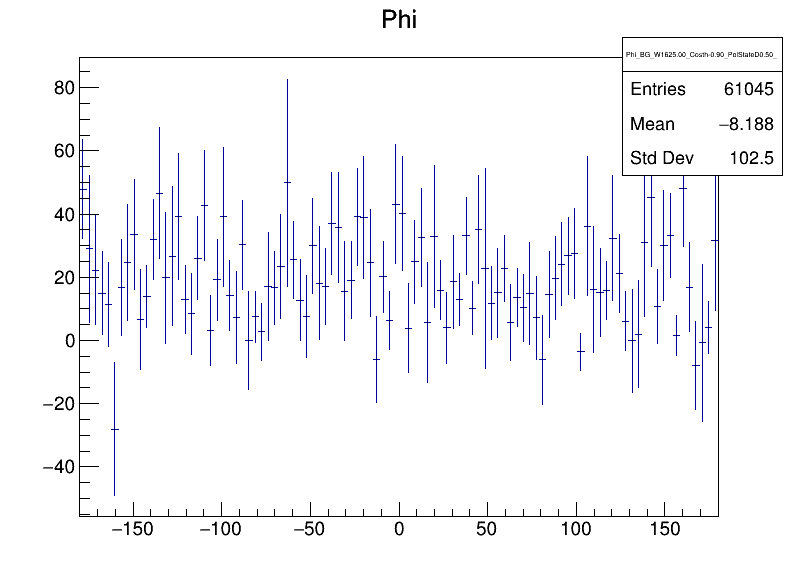 Phi
Phi_BG_W1625.00_Costh-0.90_PolStateD0.50_
Entries 61045
Mean −8.188
Std Dev 102.5
80
60
40
20
0
−20
−40
−150 −100 −50 0 50 100 150